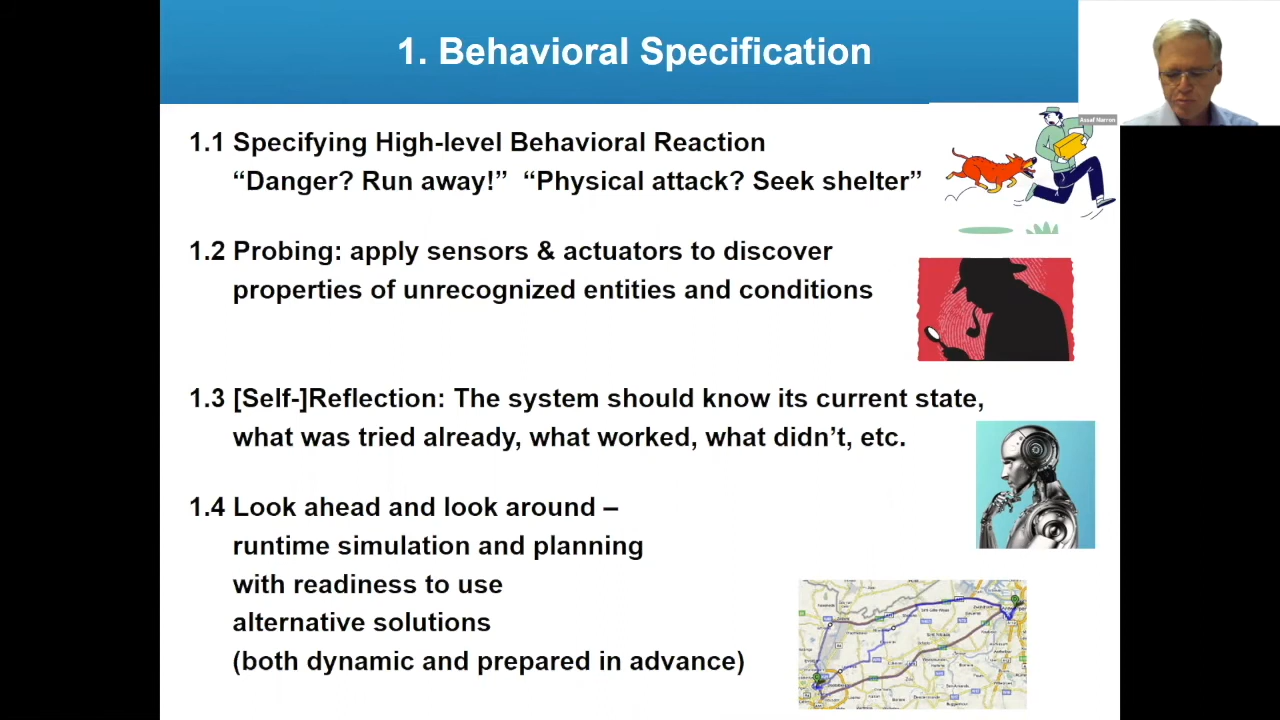 1. Behavioral Specification
Assaf Marron
1.1 Specifying High-level Behavioral Reaction
“Danger? Run away!” “Physical attack? Seek shelter”
1.2 Probing: apply sensors & actuators to discover
properties of unrecognized entities and conditions
1.3 [Self-]Reflection: The system should know its current state,
what was tried already, what worked, what didn’t, etc.
1.4 Look ahead and look around –
runtime simulation and planning
with readiness to use
alternative solutions
(both dynamic and prepared in advance)